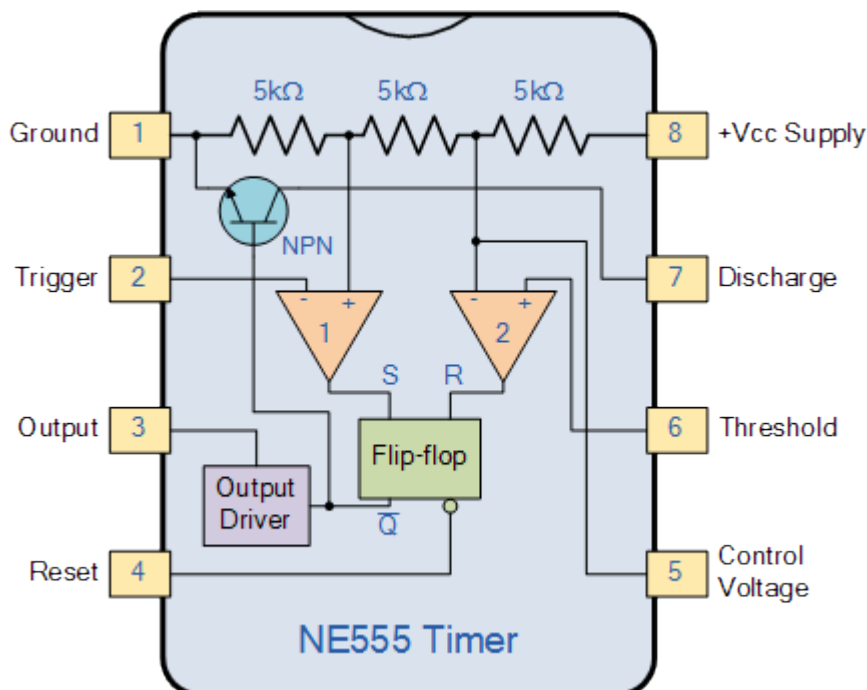 5kΩ 5kΩ 5kΩ
Ground 1
8 +Vcc Supply
NPN
Trigger 2
7 Discharge
- +
- +
1
2
S R
Output 3
6 Threshold
Flip-flop
Output
Driver
Q̅
Reset 4
5 Control
Voltage
NE555 Timer